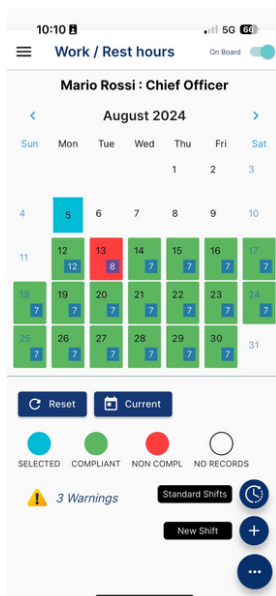 10:10 5G 66
Work / Rest hours On Board
Mario Rossi : Chief Officer
August 2024
Sun Mon Tue Wed Thu Fri Sat
1 2 3
4 5 6 7 8 9 10
11 12 13 14 15 16 17
12 8 7 7 7 7
18 19 20 21 22 23 24
7 7 7 7 7 7 7
25 26 27 28 29 30 31
7 7 7 7 7 7
Reset Current
SELECTED COMPLIANT NON COMPL NO RECORDS
3 Warnings Standard Shifts
New Shift